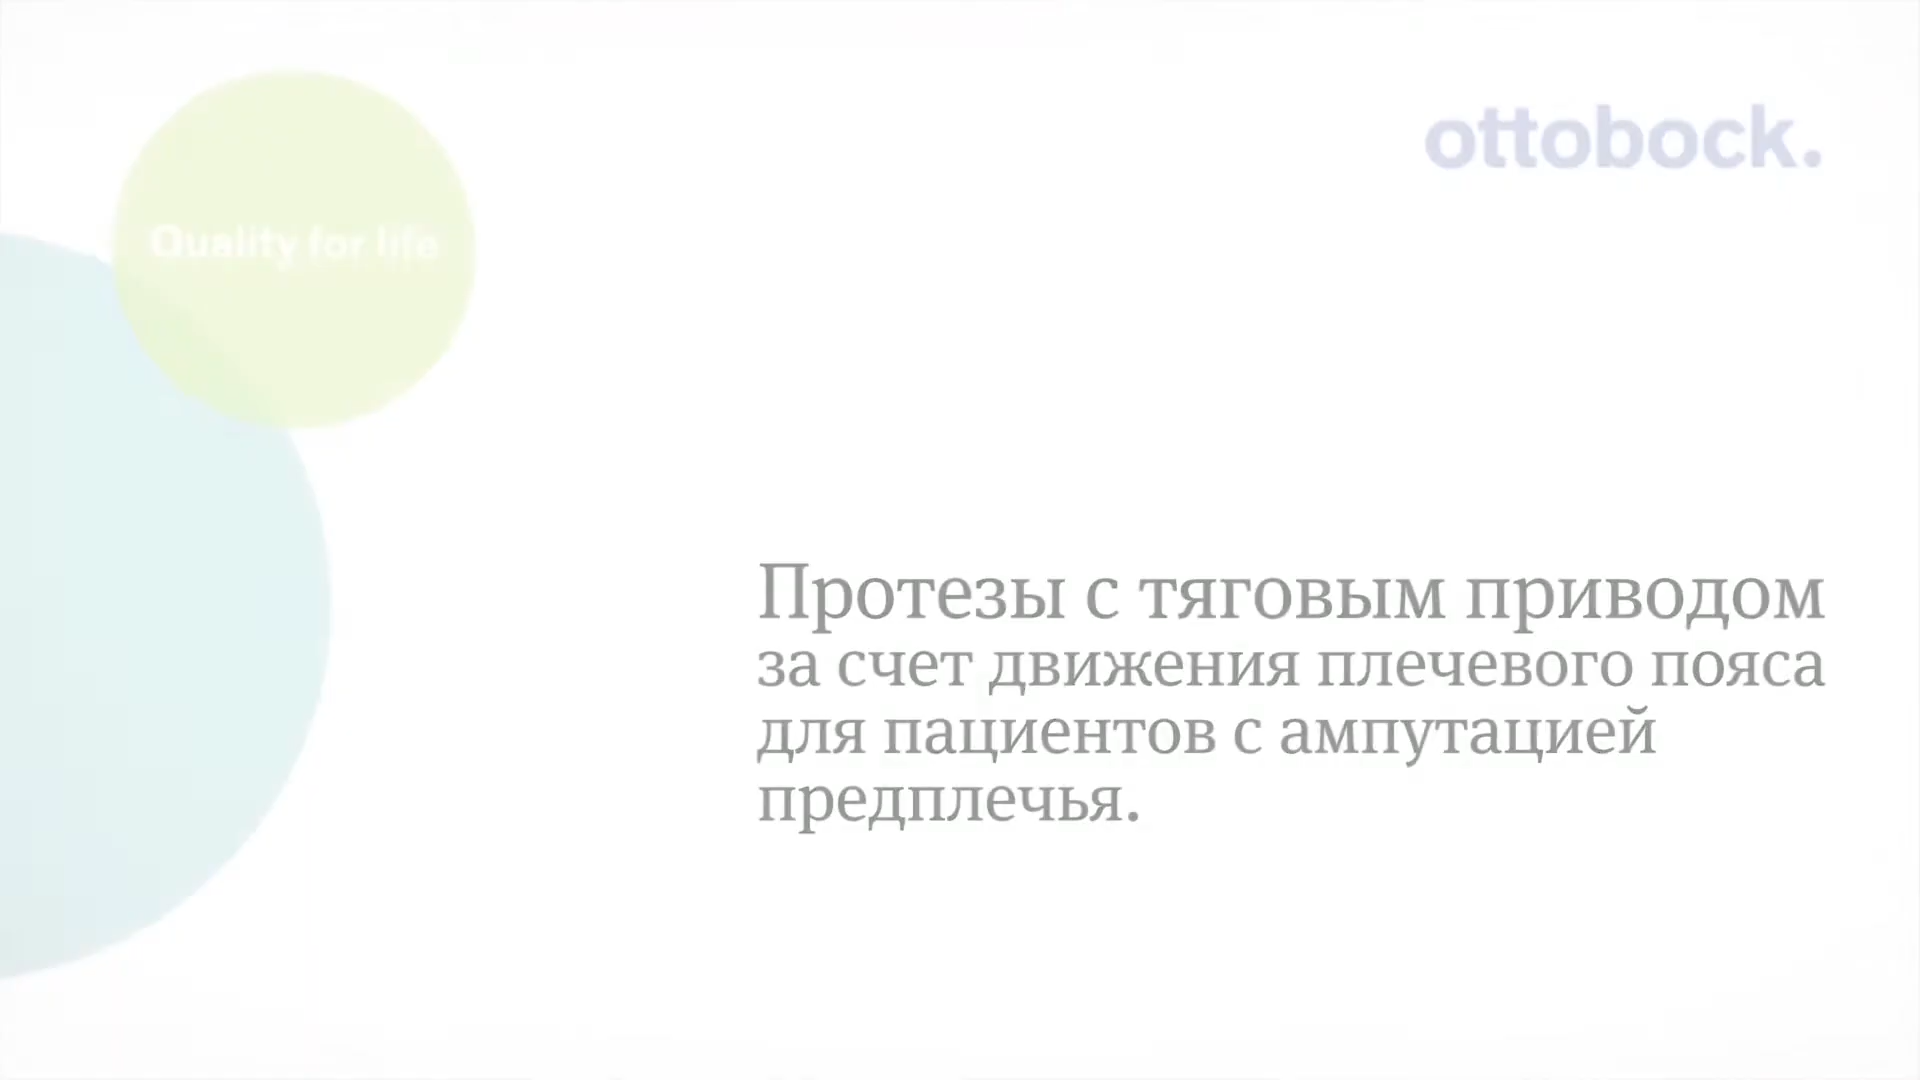 ottobock.
Quality for life
Протезы с тяговым приводом
за счет движения плечевого пояса
для пациентов с ампутацией
предплечья.